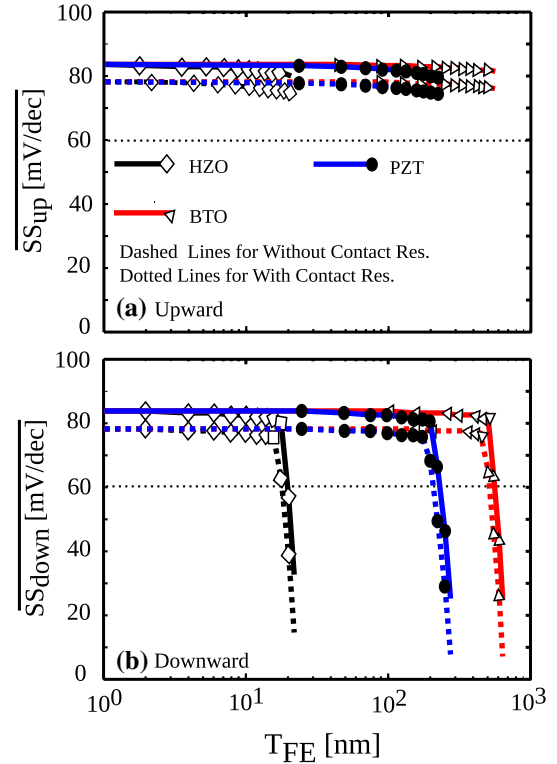 100
80
60
40
20
0
SSup [mV/dec]
HZO
PZT
BTO
Dashed Lines for Without Contact Res.
Dotted Lines for With Contact Res.
(a) Upward
100
80
60
40
20
0
SSdown [mV/dec]
(b) Downward
10^0
10^1
10^2
10^3
TFE [nm]